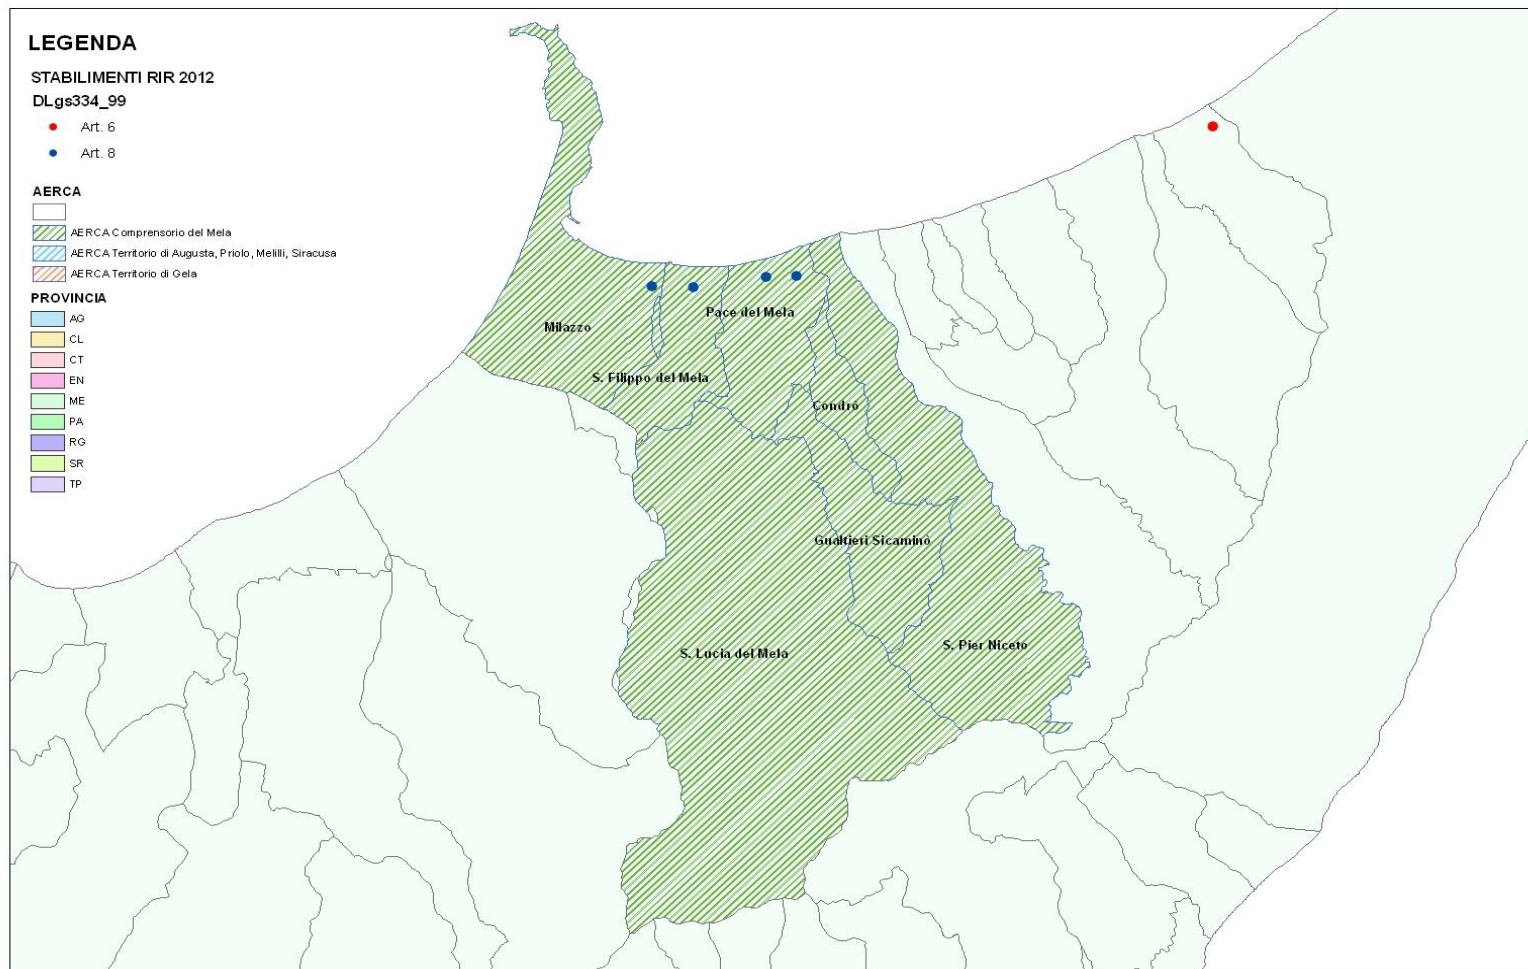 LEGENDA
STABILIMENTI RIR 2012
DLgs334_99
Art. 6
Art. 8
AERCA
AERCA Comprensorio del Mela
AERCA Territorio di Augusta, Priolo, Melilli, Siracusa
AERCA Territorio di Gela
PROVINCIA
AG
CL
CT
EN
ME
PA
RG
SR
TP
Pace del Mela
Milazzo
S. Filippo del Mela
Condrò
Gualtieri Sicaminò
S. Pier Niceto
S. Lucia del Mela